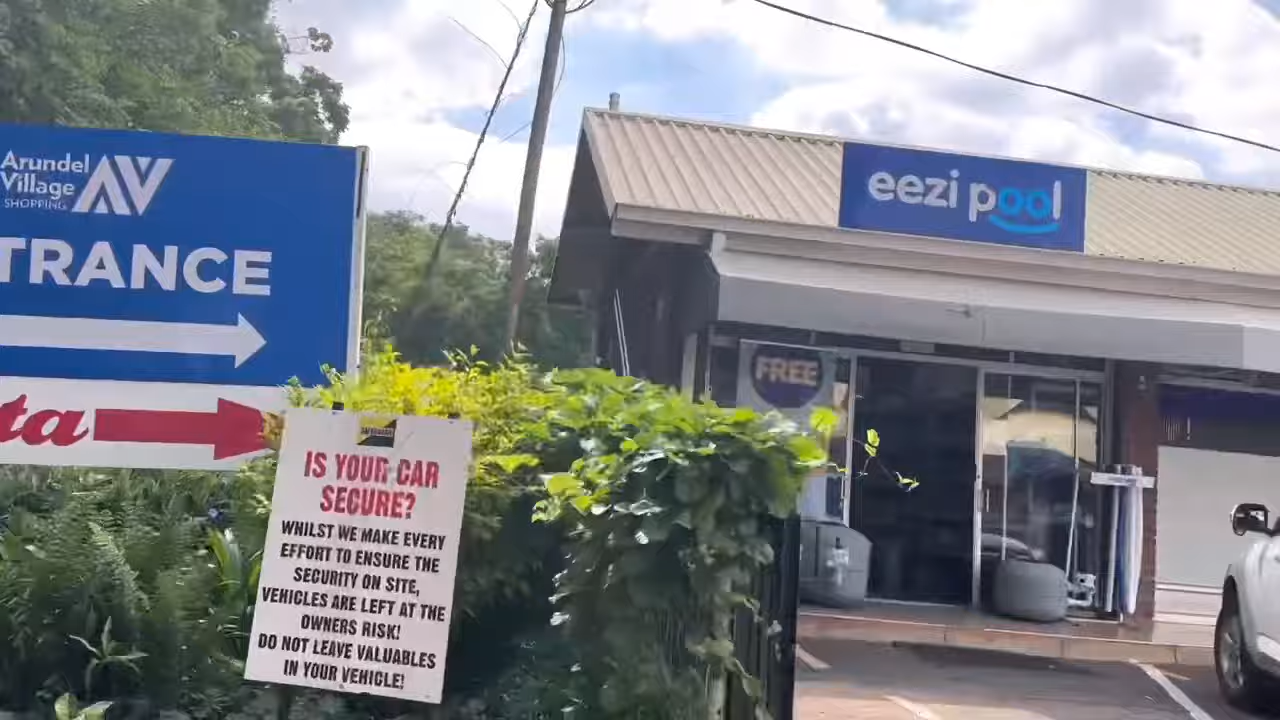 Arundel
Village
SHOPPING
TRANCE
ta
IS YOUR CAR
SECURE?
WHILST WE MAKE EVERY
EFFORT TO ENSURE THE
SECURITY ON SITE,
VEHICLES ARE LEFT AT THE
OWNERS RISK!
DO NOT LEAVE VALUABLES
IN YOUR VEHICLE!
eezi pool
FREE